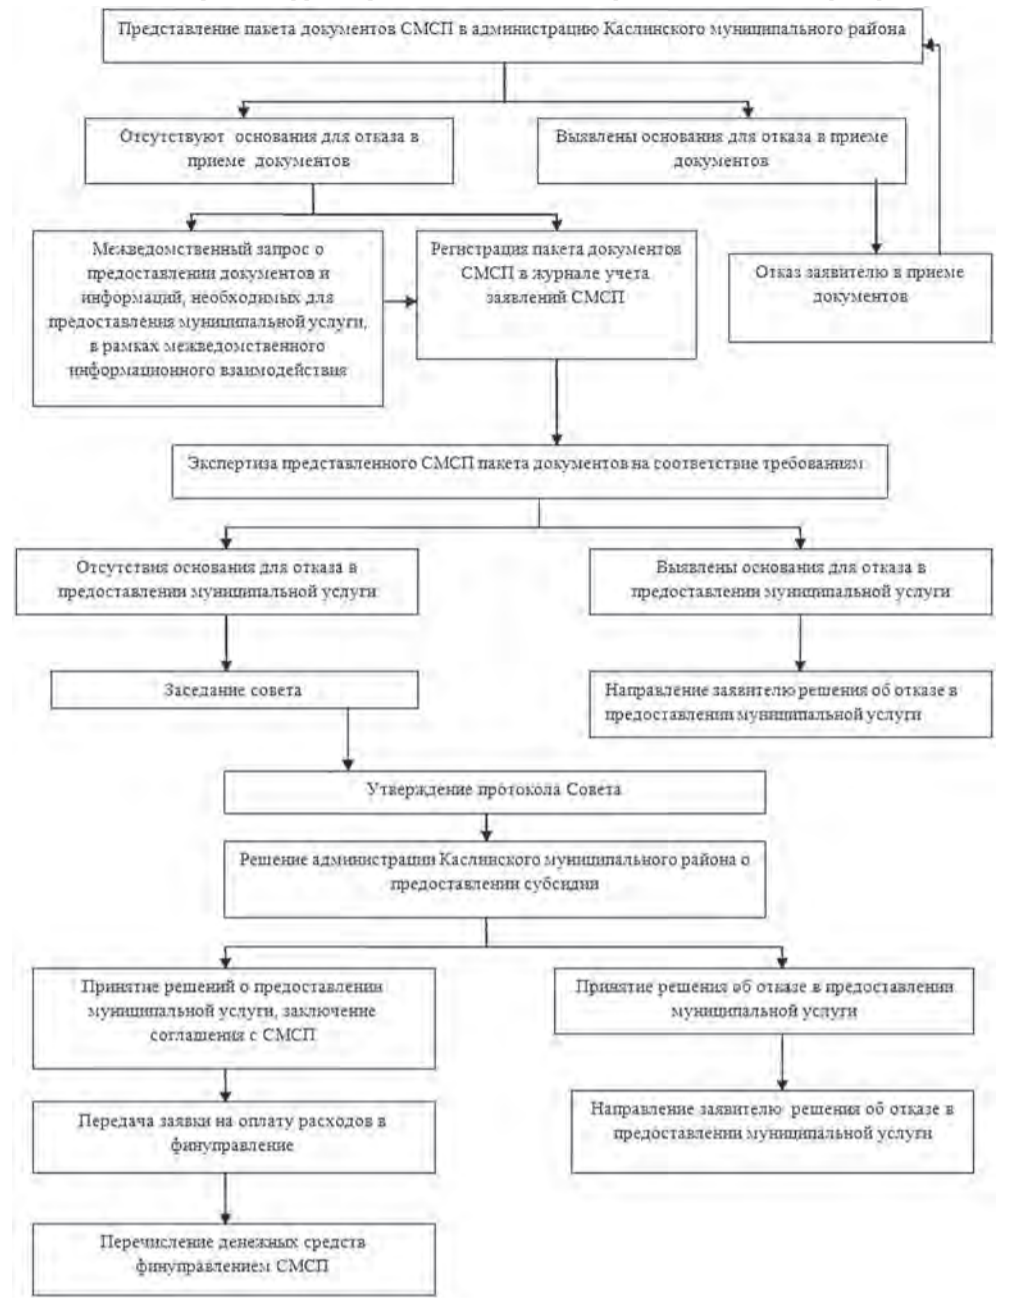 Представление пакета документов СМСП в администрацию Каслинского муниципального района
Отсутствуют основания для отказа в
приеме документов
Выявлены основания для отказа в приеме
документов
Межведомственный запрос о
предоставлении документов и
информаций, необходимых для
предоставления муниципальной услуги,
в рамках межведомственного
информационного взаимодействия
Регистрация пакета документов
СМСП в журнале учета
заявлений СМСП
Отказ заявителю в приеме
документов
Экспертиза представленного СМСП пакета документов на соответствие требованиям
Отсутствия основания для отказа в
предоставлении муниципальной услуги
Выявлены основания для отказа в
предоставлении муниципальной услуги
Заседание совета
Направление заявителю решения об отказе в
предоставлении муниципальной услуги
Утверждение протокола Совета
Решение администрации Каслинского муниципального района о
предоставлении субсидии
Принятие решений о предоставлении
муниципальной услуги, заключение
соглашения с СМСП
Принятие решения об отказе в предоставлении
муниципальной услуги
Передача заявки на оплату расходов в
финуправление
Направление заявителю решения об отказе в
предоставлении муниципальной услуги
Перечисление денежных средств
финуправлением СМСП